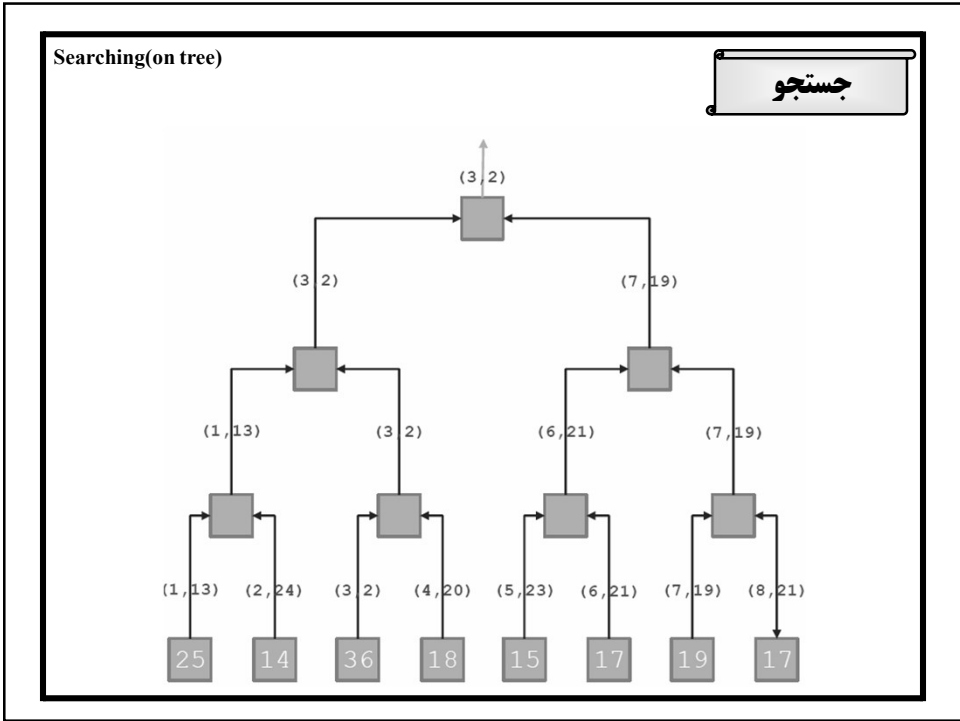 Searching(on tree)
جستجو
(3,2)
(3,2) (7,19)
(1,13) (3,2) (6,21) (7,19)
(1,13) (2,24) (3,2) (4,20) (5,23) (6,21) (7,19) (8,21)
25 14 36 18 15 17 19 17